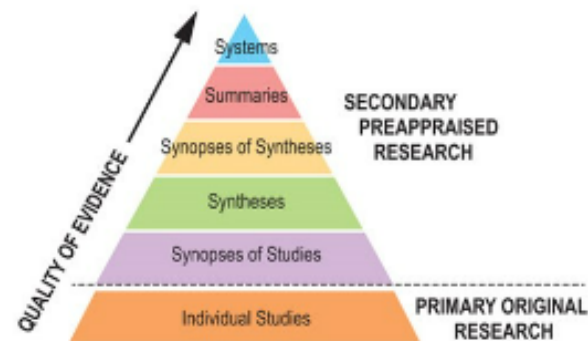 Systems
Summaries
Synopses of Syntheses
Syntheses
Synopses of Studies
Individual Studies
QUALITY OF EVIDENCE
SECONDARY
PREAPPRAISED
RESEARCH
PRIMARY ORIGINAL
RESEARCH